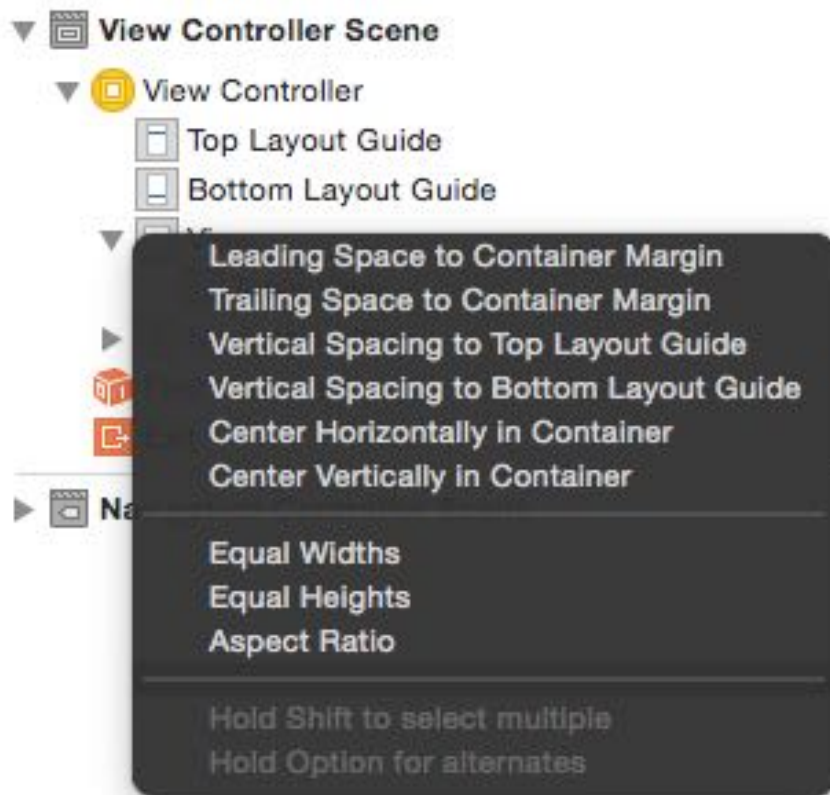 View Controller Scene
View Controller
Top Layout Guide
Bottom Layout Guide
Leading Space to Container Margin
Trailing Space to Container Margin
Vertical Spacing to Top Layout Guide
Vertical Spacing to Bottom Layout Guide
Center Horizontally in Container
Center Vertically in Container
Na
Equal Widths
Equal Heights
Aspect Ratio
Hold Shift to select multiple
Hold Option for alternates